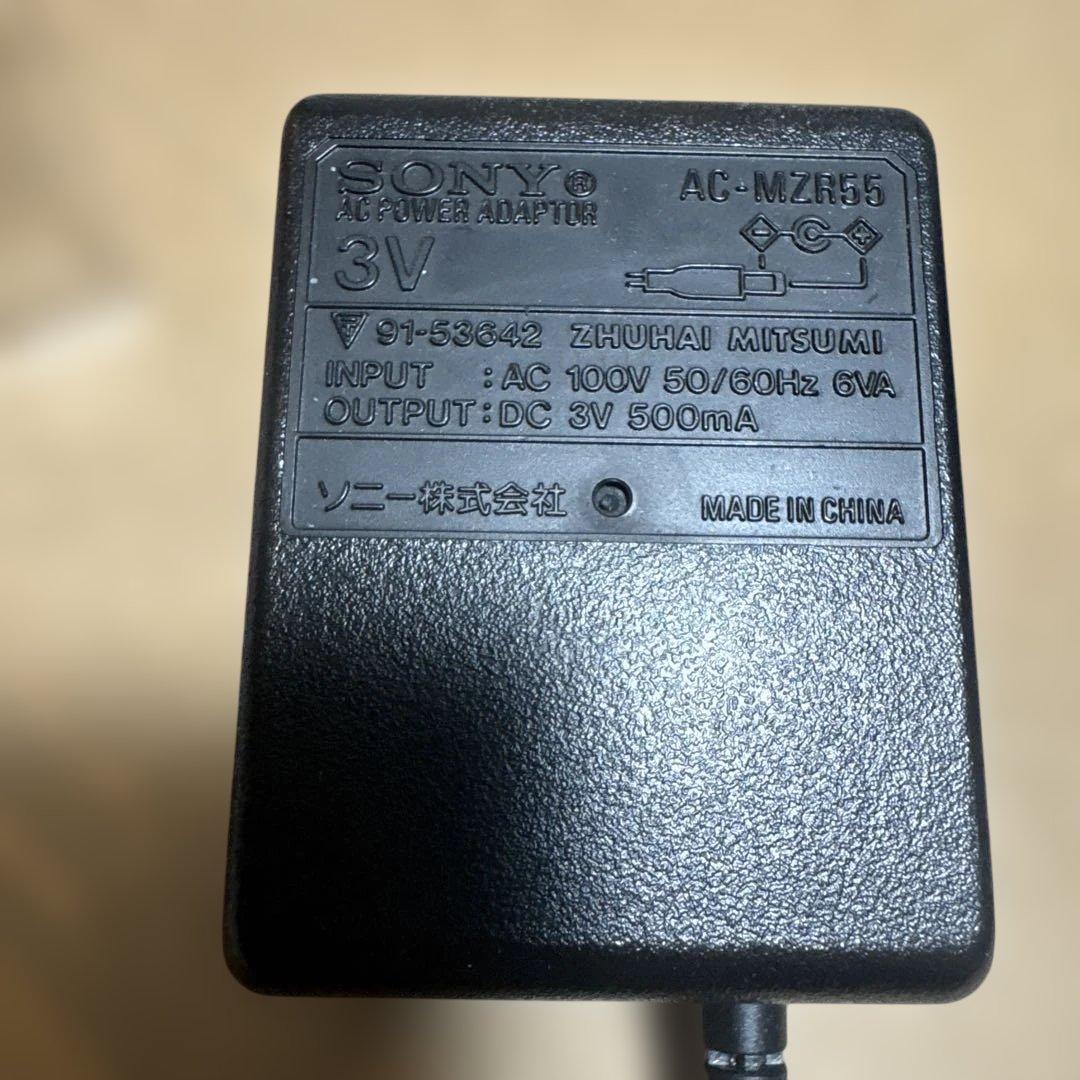 SONY® AC-MZR55
AC POWER ADAPTOR
3V
- C +
T 91-53642 ZHUHAI MITSUMI
INPUT : AC 100V 50/60Hz 6VA
OUTPUT : DC 3V 500mA
ソニー株式会社 MADE IN CHINA